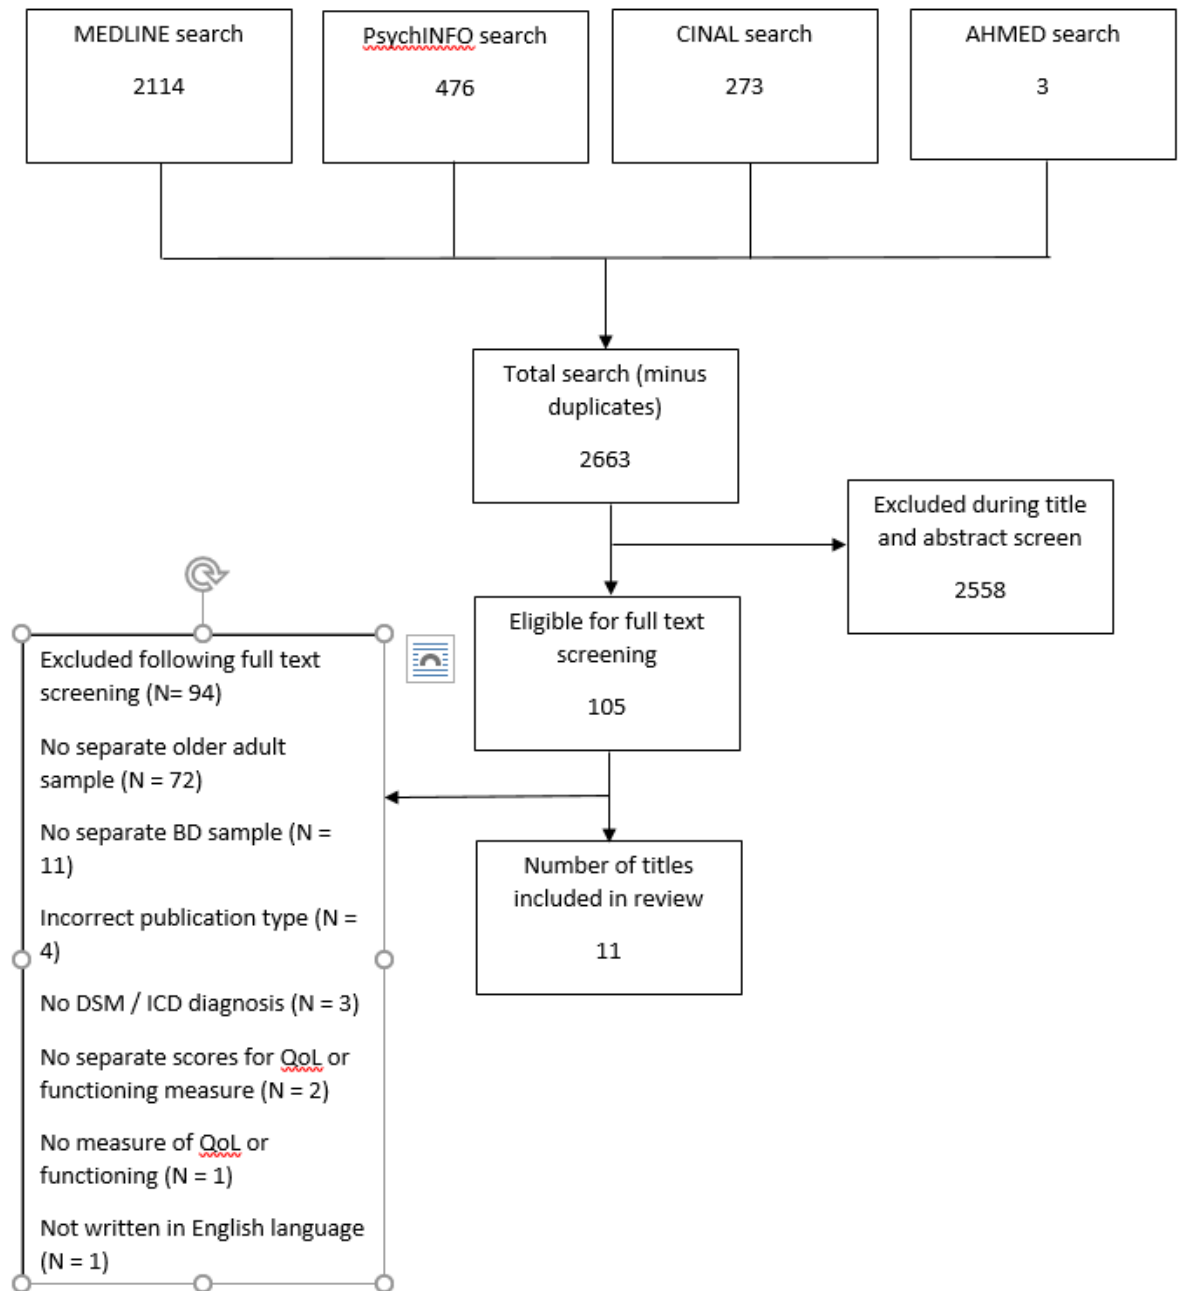 MEDLINE search
2114
PsychINFO search
476
CINAL search
273
AHMED search
3
Total search (minus
duplicates)
2663
Excluded during title
and abstract screen
2558
Eligible for full text
screening
105
Excluded following full text
screening (N= 94)
No separate older adult
sample (N = 72)
No separate BD sample (N =
11)
Incorrect publication type (N =
4)
No DSM / ICD diagnosis (N = 3)
No separate scores for QoL or
functioning measure (N = 2)
No measure of QoL or
functioning (N = 1)
Not written in English language
(N = 1)
Number of titles
included in review
11